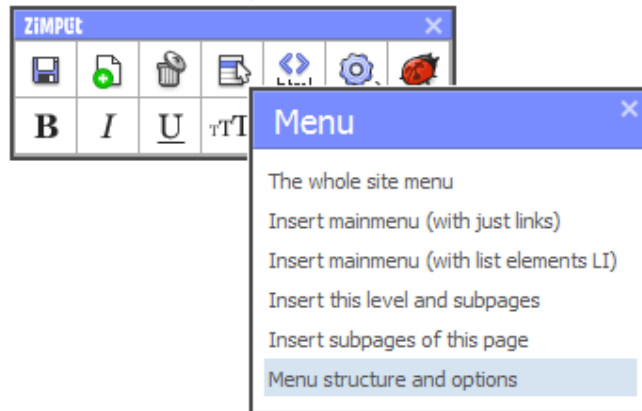 ZiMPLit
B I U TTT
Menu
The whole site menu
Insert mainmenu (with just links)
Insert mainmenu (with list elements LI)
Insert this level and subpages
Insert subpages of this page
Menu structure and options